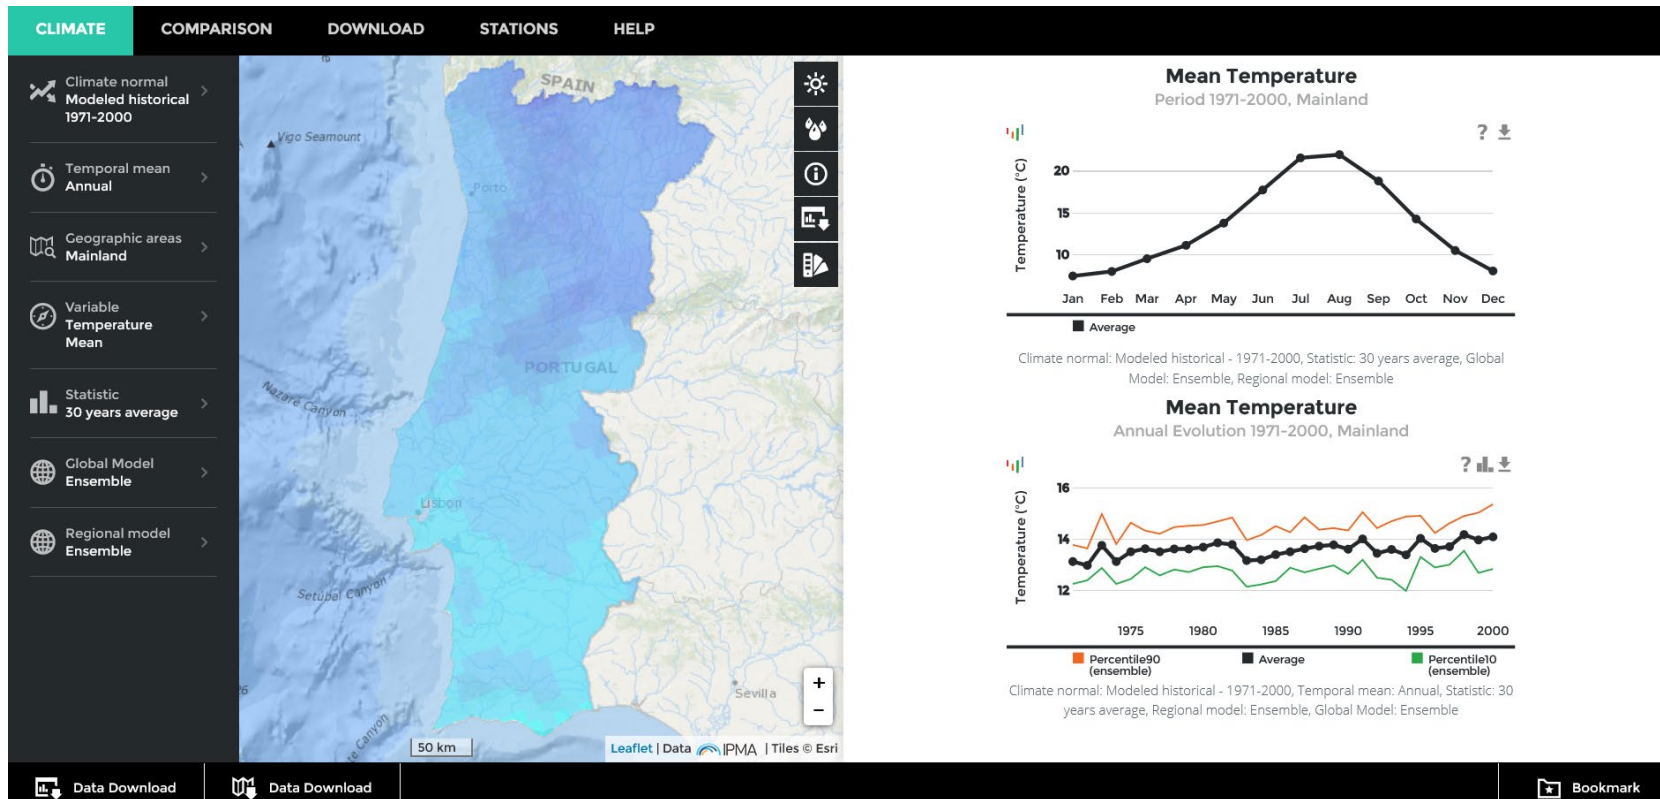 CLIMATE COMPARISON DOWNLOAD STATIONS HELP
Climate normal
Modeled historical
1971-2000
Temporal mean
Annual
Geographic areas
Mainland
Variable
Temperature
Mean
Statistic
30 years average
Global Model
Ensemble
Regional model
Ensemble
SPAIN
Vigo Seamount
Porto
PORTUGAL
Nazare Canyon
Lisbon
Setubal Canyon
Sevilla
Canyon
+
−
50 km
Leaflet | Data IPMA | Tiles © Esri
Mean Temperature
Period 1971-2000, Mainland
?
Temperature (°C)
20
15
10
Jan Feb Mar Apr May Jun Jul Aug Sep Oct Nov Dec
Average
Climate normal: Modeled historical - 1971-2000, Statistic: 30 years average, Global
Model: Ensemble, Regional model: Ensemble
Mean Temperature
Annual Evolution 1971-2000, Mainland
?
Temperature (°C)
16
14
12
1975 1980 1985 1990 1995 2000
Percentile90 Average Percentile10
(ensemble) (ensemble)
Climate normal: Modeled historical - 1971-2000, Temporal mean: Annual, Statistic: 30
years average, Regional model: Ensemble, Global Model: Ensemble
Data Download Data Download Bookmark